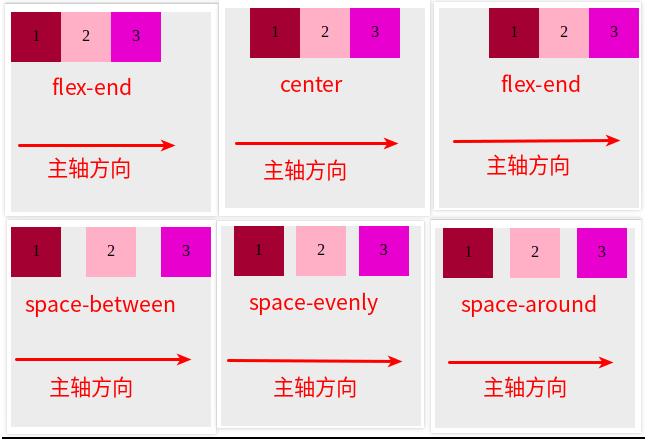 1 2 3
flex-end
主轴方向
1 2 3
center
主轴方向
1 2 3
flex-end
主轴方向
1 2 3
space-between
主轴方向
1 2 3
space-evenly
主轴方向
1 2 3
space-around
主轴方向